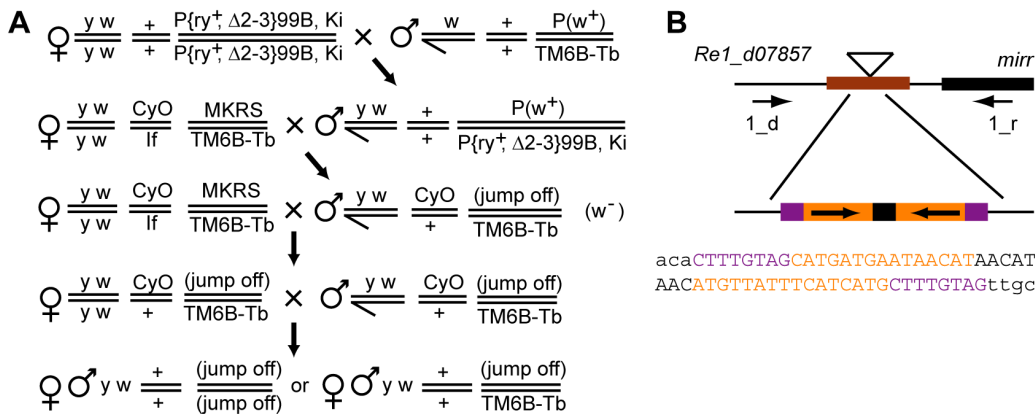 A
y w + P{ry+, Δ2-3}99B, Ki w + P(w+)
y w + P{ry+, Δ2-3}99B, Ki + TM6B-Tb
y w CyO MKRS y w + P(w+)
y w If TM6B-Tb + P{ry+, Δ2-3}99B, Ki
y w CyO MKRS y w CyO (jump off) (w-)
y w If TM6B-Tb + TM6B-Tb
y w CyO (jump off) y w CyO (jump off)
y w + TM6B-Tb + TM6B-Tb
y w + (jump off) or y w + (jump off)
+ (jump off) + TM6B-Tb
B
Re1_d07857 mirr
1_d 1_r
acaCTTTGTAGCATGATGAATAACATAACAT
AACATGTTATTTCATCATGCTTTGTAGttgc